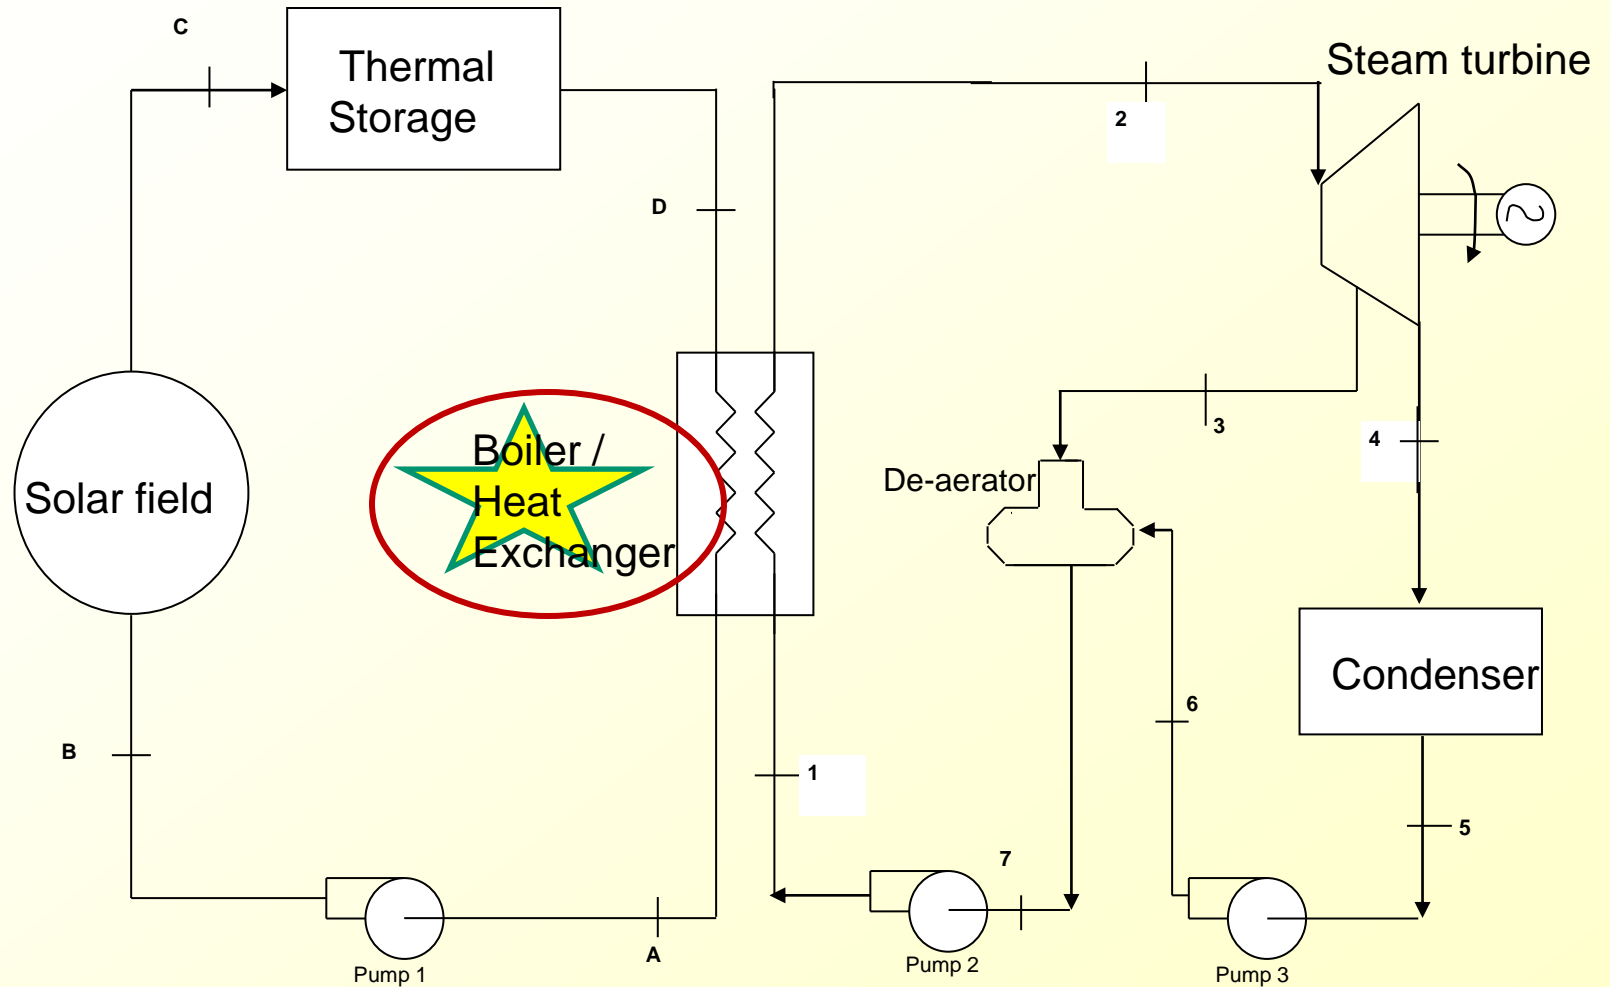 C
Thermal
Storage
Steam turbine
2
D
3
4
Boiler /
Heat
Exchanger
De-aerator
Solar field
Condenser
6
B
1
5
7
A
Pump 1
Pump 2
Pump 3